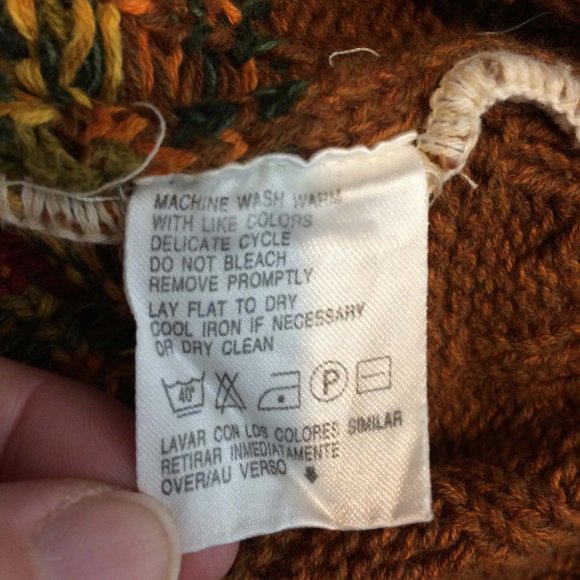 MACHINE WASH WARM
WITH LIKE COLORS
DELICATE CYCLE
DO NOT BLEACH
REMOVE PROMPTLY
LAY FLAT TO DRY
COOL IRON IF NECESSARY
OR DRY CLEAN
40° P
LAVAR CON LOS COLORES SIMILAR
RETIRAR INMEDIATAMENTE
OVER/AU VERSO